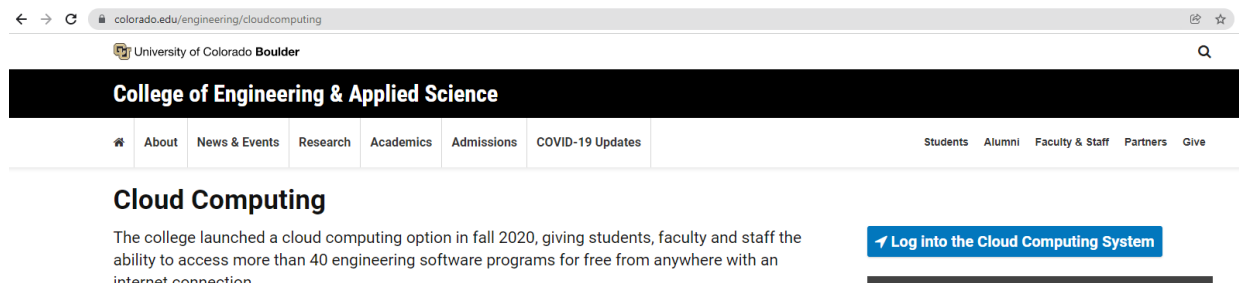 colorado.edu/engineering/cloudcomputing
University of Colorado Boulder
College of Engineering & Applied Science
About News & Events Research Academics Admissions COVID-19 Updates Students Alumni Faculty & Staff Partners Give
Cloud Computing
The college launched a cloud computing option in fall 2020, giving students, faculty and staff the
ability to access more than 40 engineering software programs for free from anywhere with an
internet connection.
Log into the Cloud Computing System